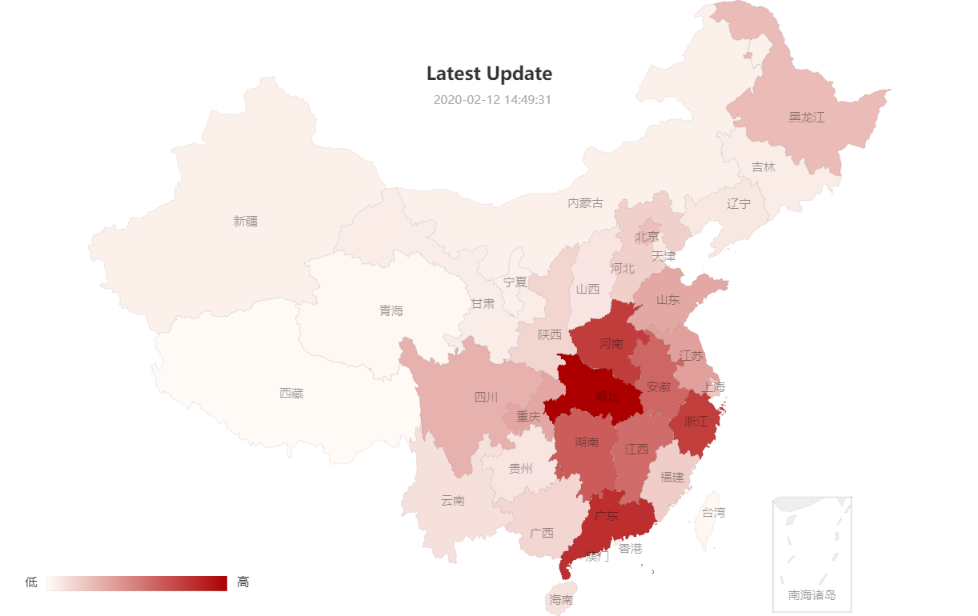 Latest Update
2020-02-12 14:49:31
黑龙江
吉林
辽宁
内蒙古
新疆
北京
天津
河北
宁夏
山西
甘肃
山东
青海
陕西
河南
江苏
安徽
上海
西藏
四川
湖北
重庆
浙江
湖南
江西
贵州
福建
云南
台湾
广东
广西
香港
澳门
海南
南海诸岛
低
高